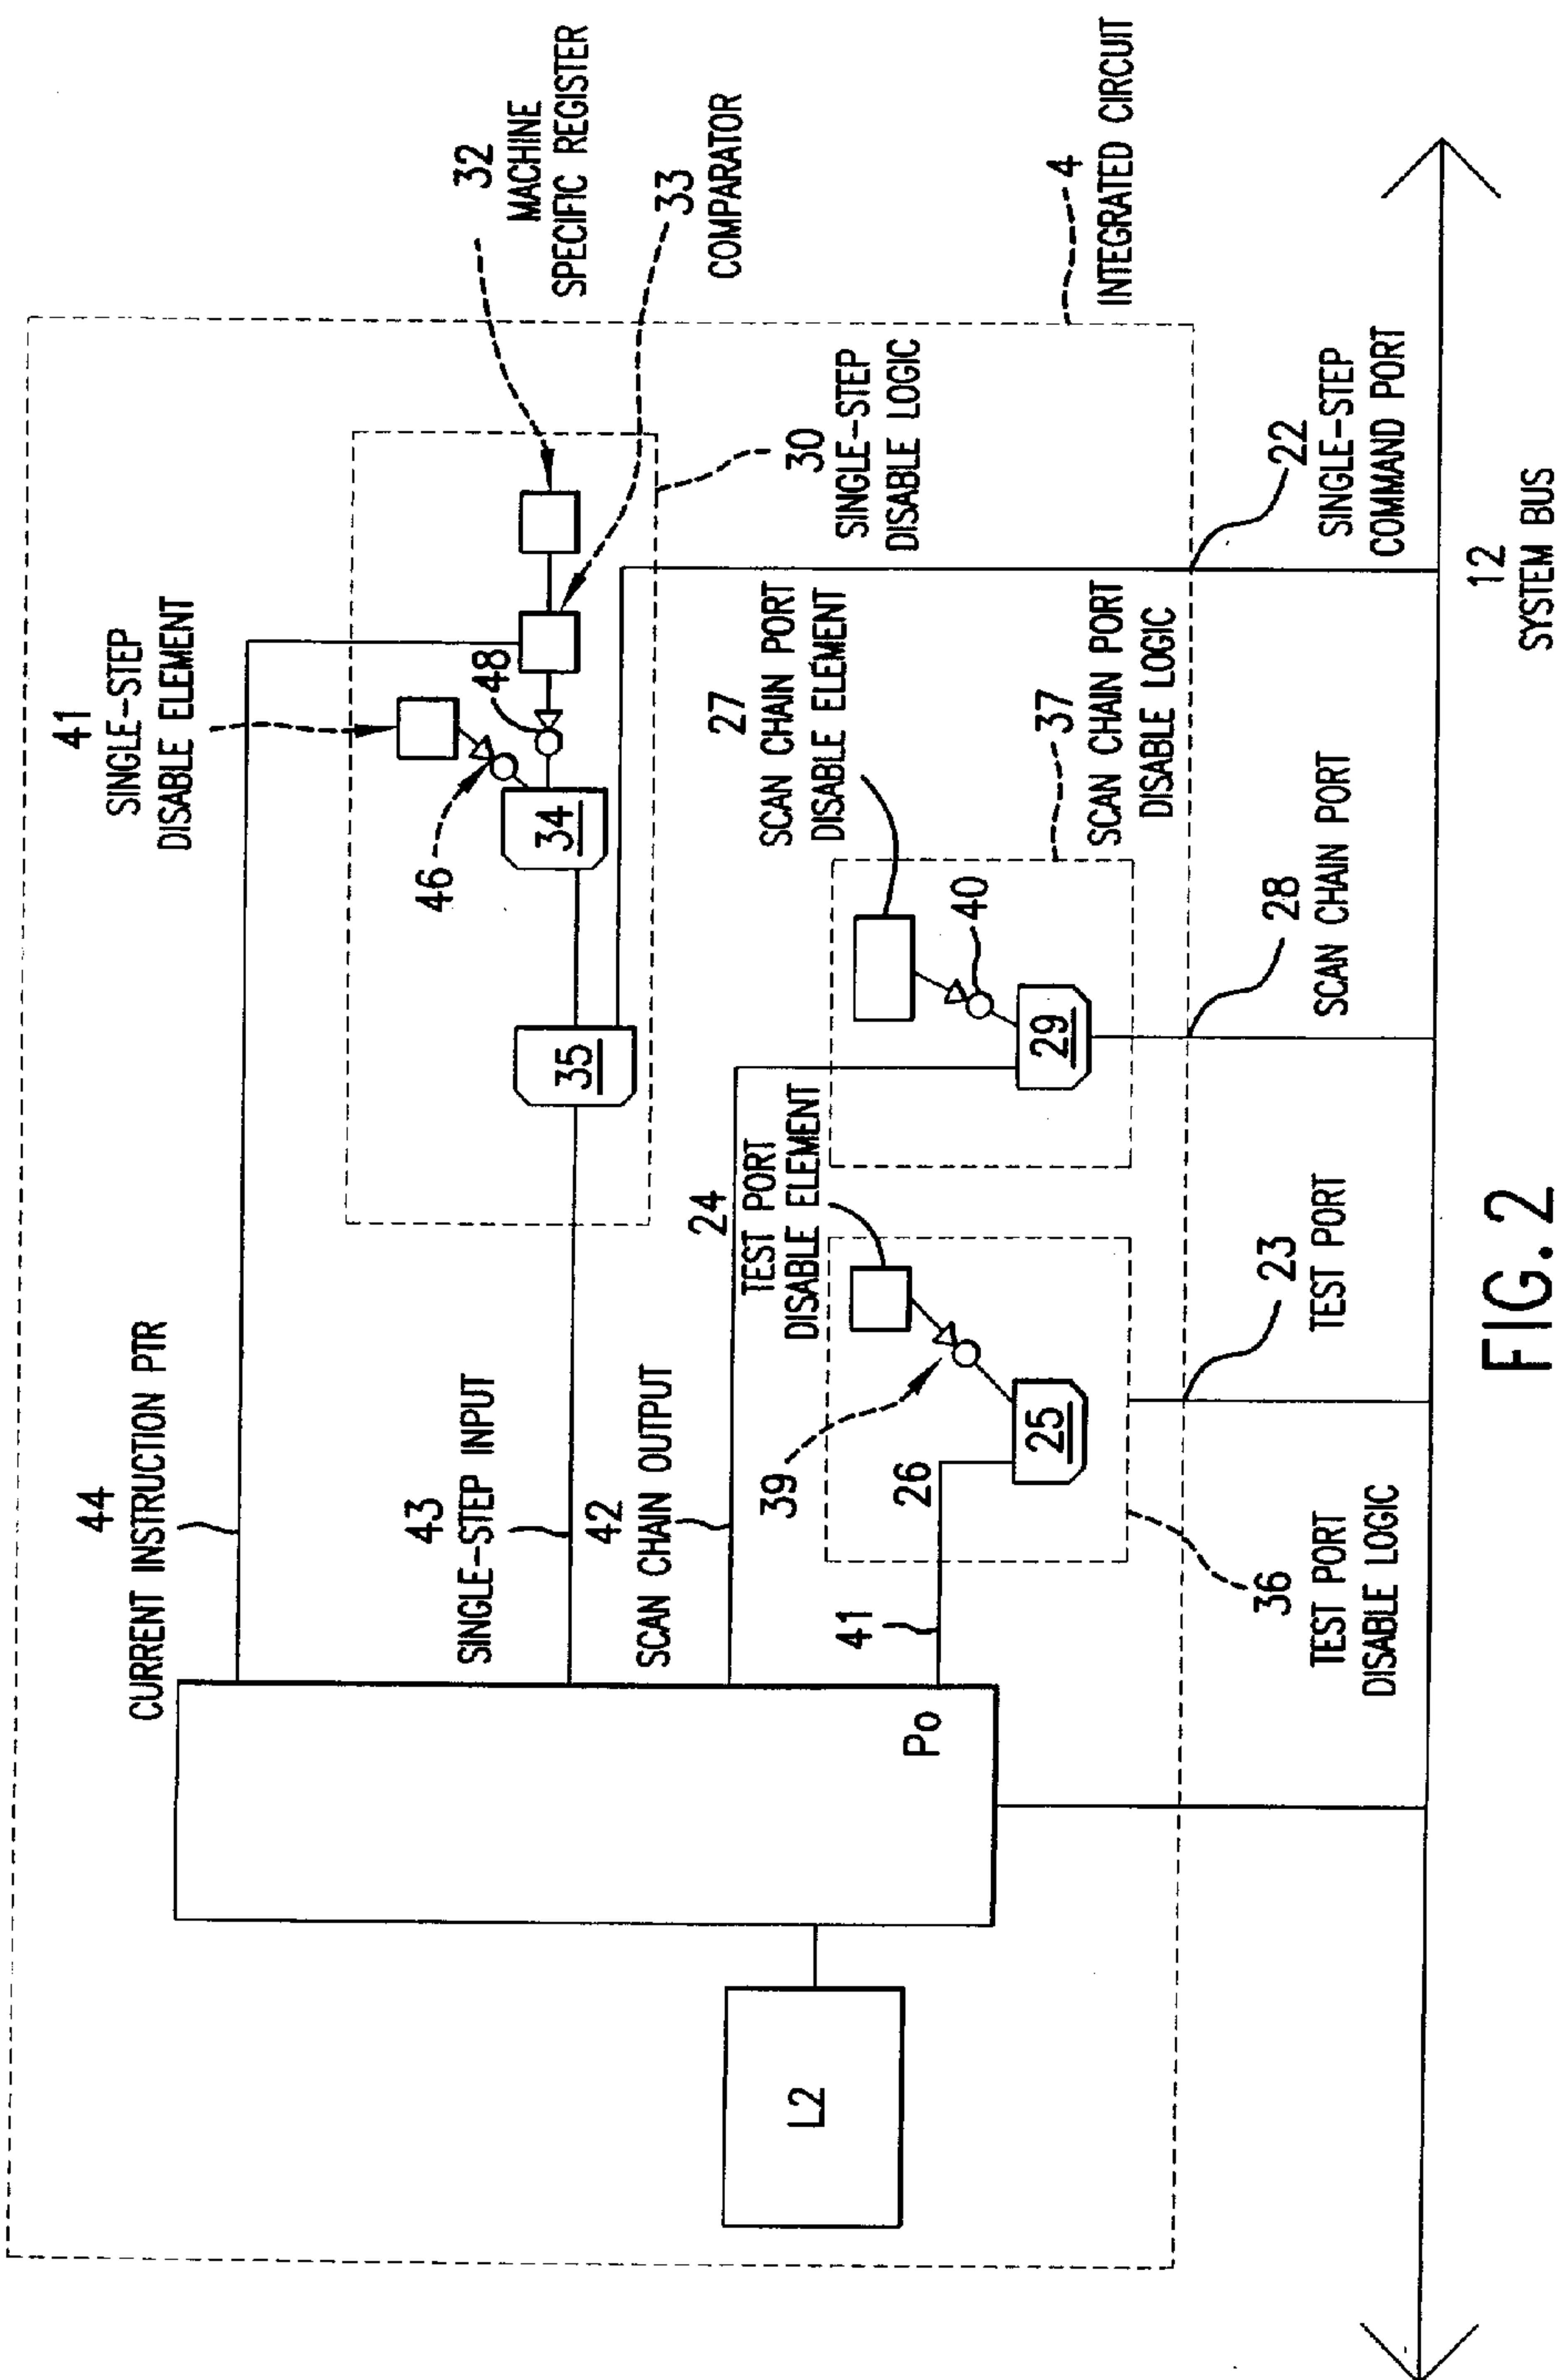 44
CURRENT INSTRUCTION PTR
43
SINGLE-STEP INPUT
42
SCAN CHAIN OUTPUT
41
Po
L2
41
SINGLE-STEP
DISABLE ELEMENT
46
48
34
35
32
MACHINE
SPECIFIC REGISTER
33
COMPARATOR
30
SINGLE-STEP
DISABLE LOGIC
4
INTEGRATED CIRCUIT
24
TEST PORT
DISABLE ELEMENT
39
26
25
36
TEST PORT
DISABLE LOGIC
27
SCAN CHAIN PORT
DISABLE ELEMENT
40
29
37
SCAN CHAIN PORT
DISABLE LOGIC
23
TEST PORT
28
SCAN CHAIN PORT
22
SINGLE-STEP
COMMAND PORT
12
SYSTEM BUS
FIG. 2